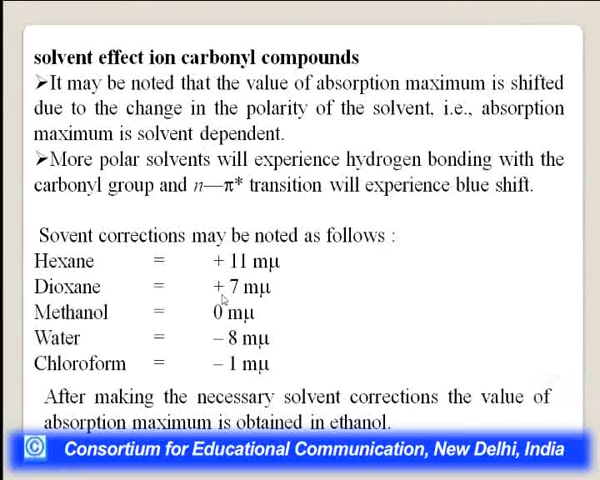 solvent effect ion carbonyl compounds
➢It may be noted that the value of absorption maximum is shifted
due to the change in the polarity of the solvent, i.e., absorption
maximum is solvent dependent.
➢More polar solvents will experience hydrogen bonding with the
carbonyl group and n—π* transition will experience blue shift.
Sovent corrections may be noted as follows :
Hexane = + 11 mμ
Dioxane = + 7 mμ
Methanol = 0 mμ
Water = – 8 mμ
Chloroform = – 1 mμ
After making the necessary solvent corrections the value of
absorption maximum is obtained in ethanol.
© Consortium for Educational Communication, New Delhi, India